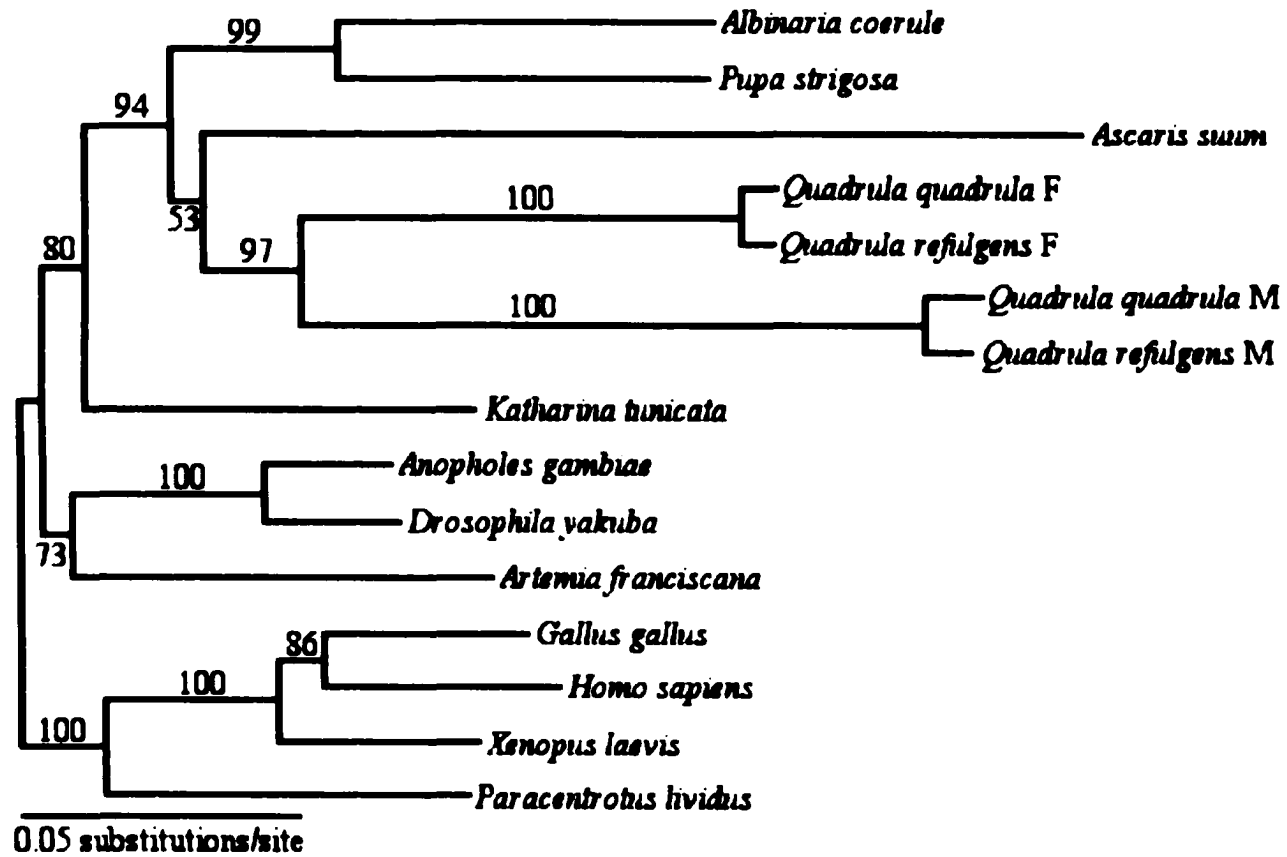 99
Albinaria coerule
Pupa strigosa
94
Ascaris suum
53
100
Quadrula quadrula F
Quadrula refulgens F
80
97
100
Quadrula quadrula M
Quadrula refulgens M
Katharina tunicata
100
Anopholes gambiae
Drosophila yakuba
73
Artemia franciscana
86
Gallus gallus
Homo sapiens
100
Xenopus laevis
100
Paracentrotus lividus
0.05 substitutions/site